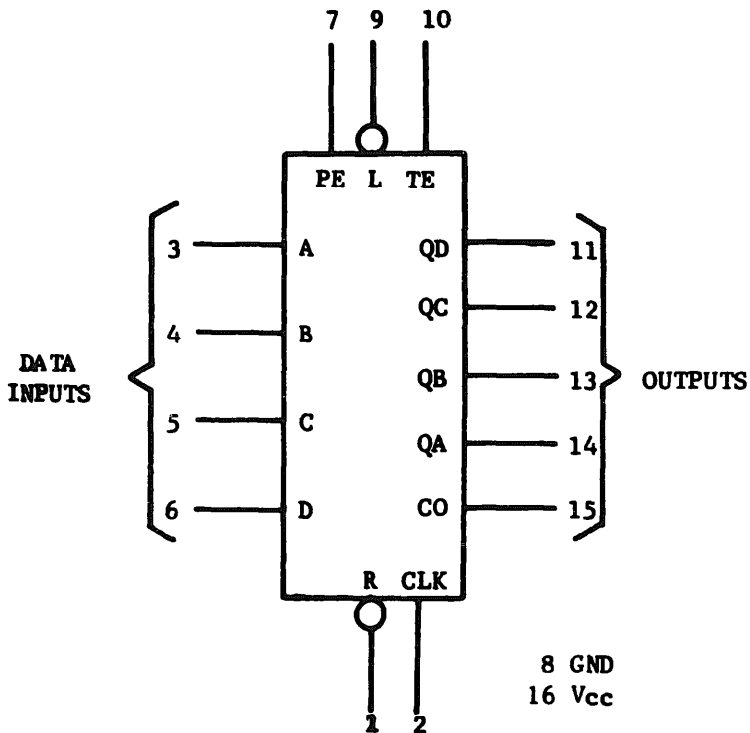 7 9 10
PE L TE
3 A QD 11
QC 12
4 B
DATA
INPUTS
QB 13
OUTPUTS
5 C
QA 14
6 D CO 15
R CLK
8 GND
16 Vcc
1 2